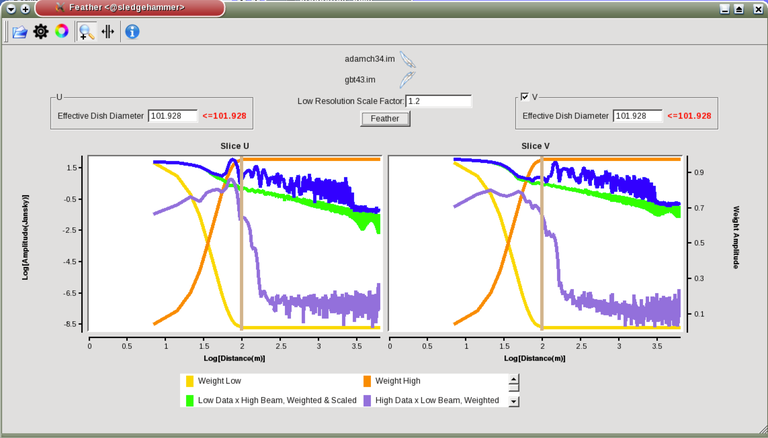 Feather <@sledgehammer>
adamch34.im
gbt43.im
Low Resolution Scale Factor: 1.2
Feather
U
Effective Dish Diameter 101.928 <=101.928
V
Effective Dish Diameter 101.928 <=101.928
Slice U
Slice V
Log[Amplitude(Jansky)]
1.5
-0.5
-2.5
-4.5
-6.5
-8.5
0 0.5 1 1.5 2 2.5 3 3.5
Log[Distance(m)]
0 0.5 1 1.5 2 2.5 3 3.5
Log[Distance(m)]
0.9
0.7
0.5
0.3
0.1
Weight Amplitude
Weight Low
Weight High
Low Data x High Beam, Weighted & Scaled
High Data x Low Beam, Weighted